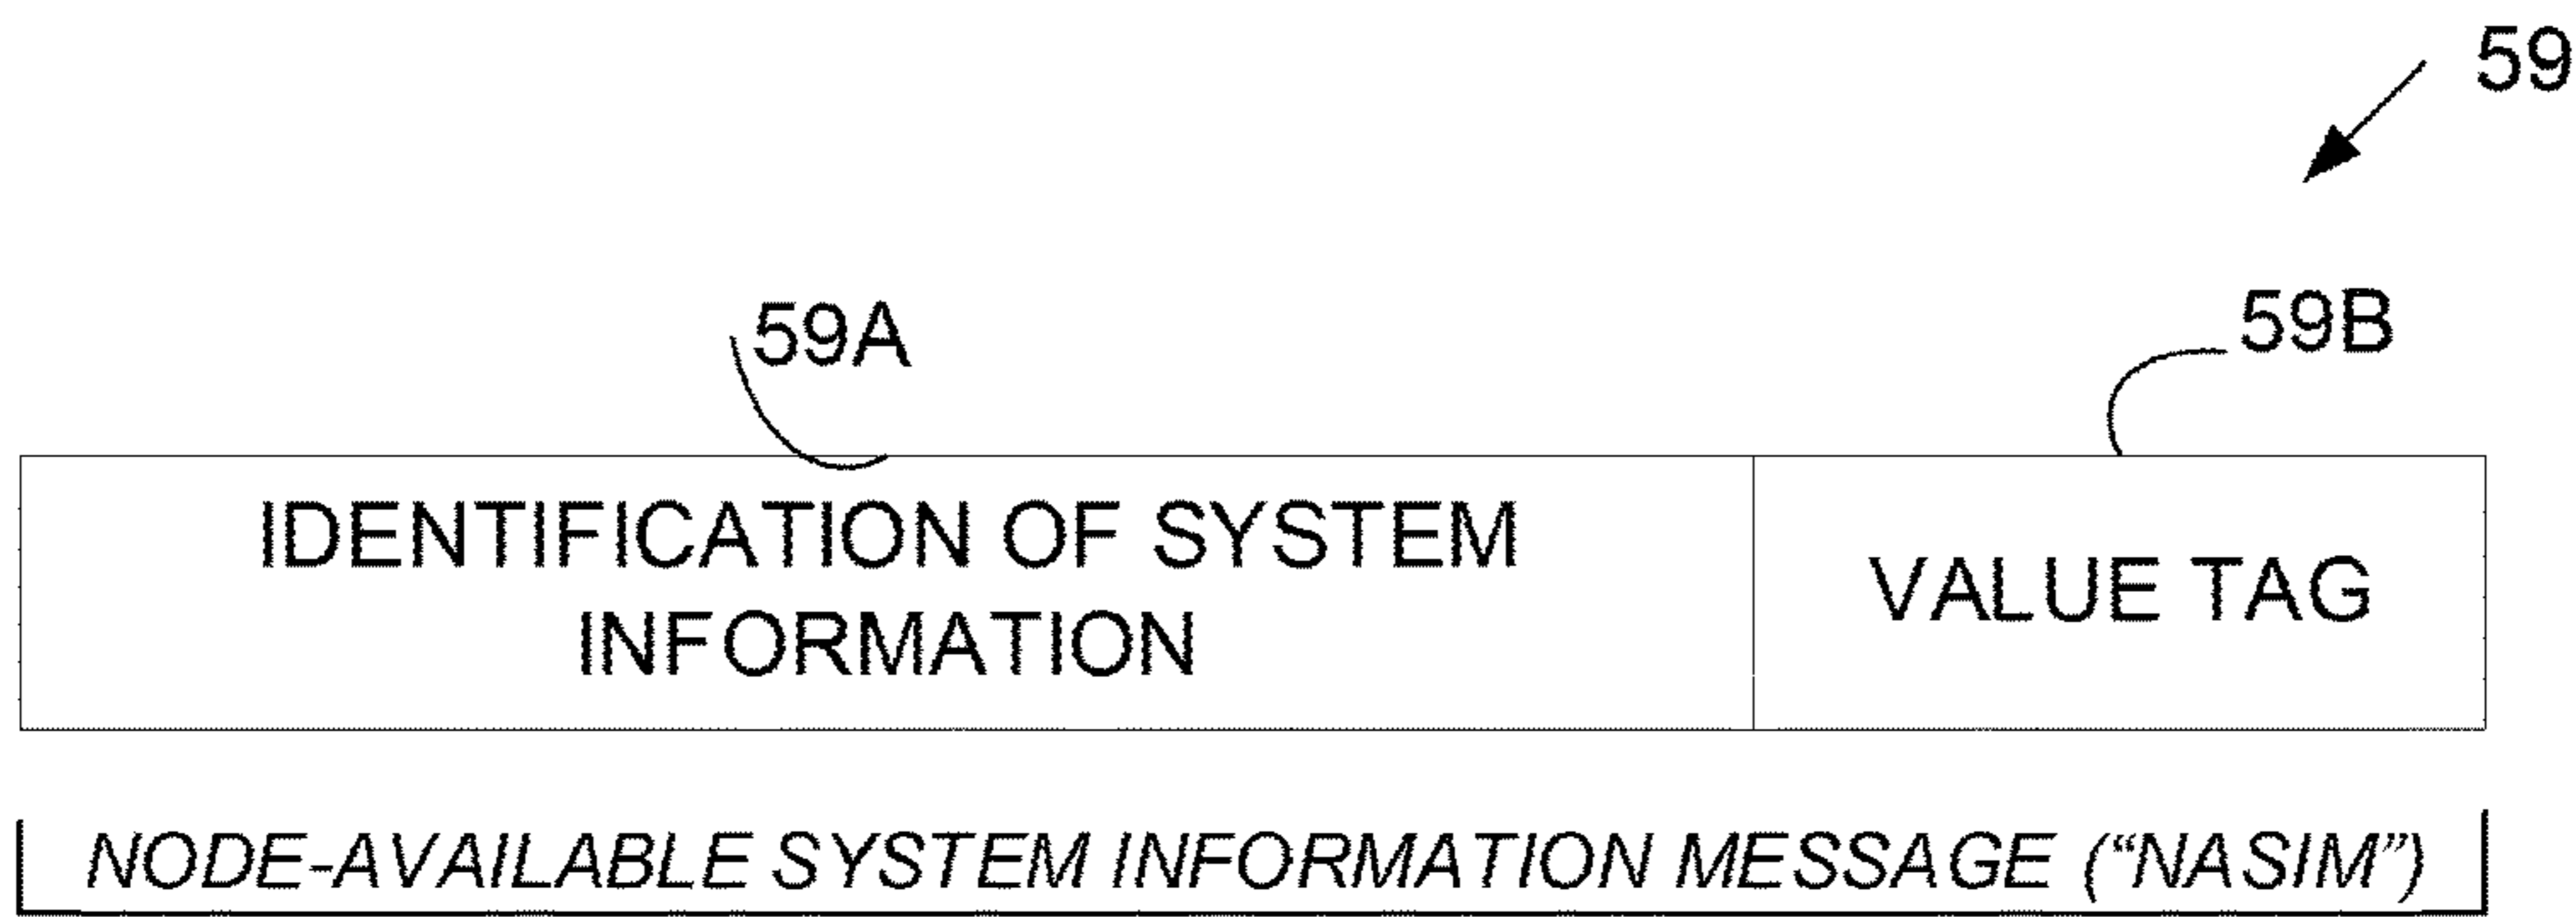 59
59A
59B
IDENTIFICATION OF SYSTEM
INFORMATION
VALUE TAG
NODE-AVAILABLE SYSTEM INFORMATION MESSAGE (“NASIM”)